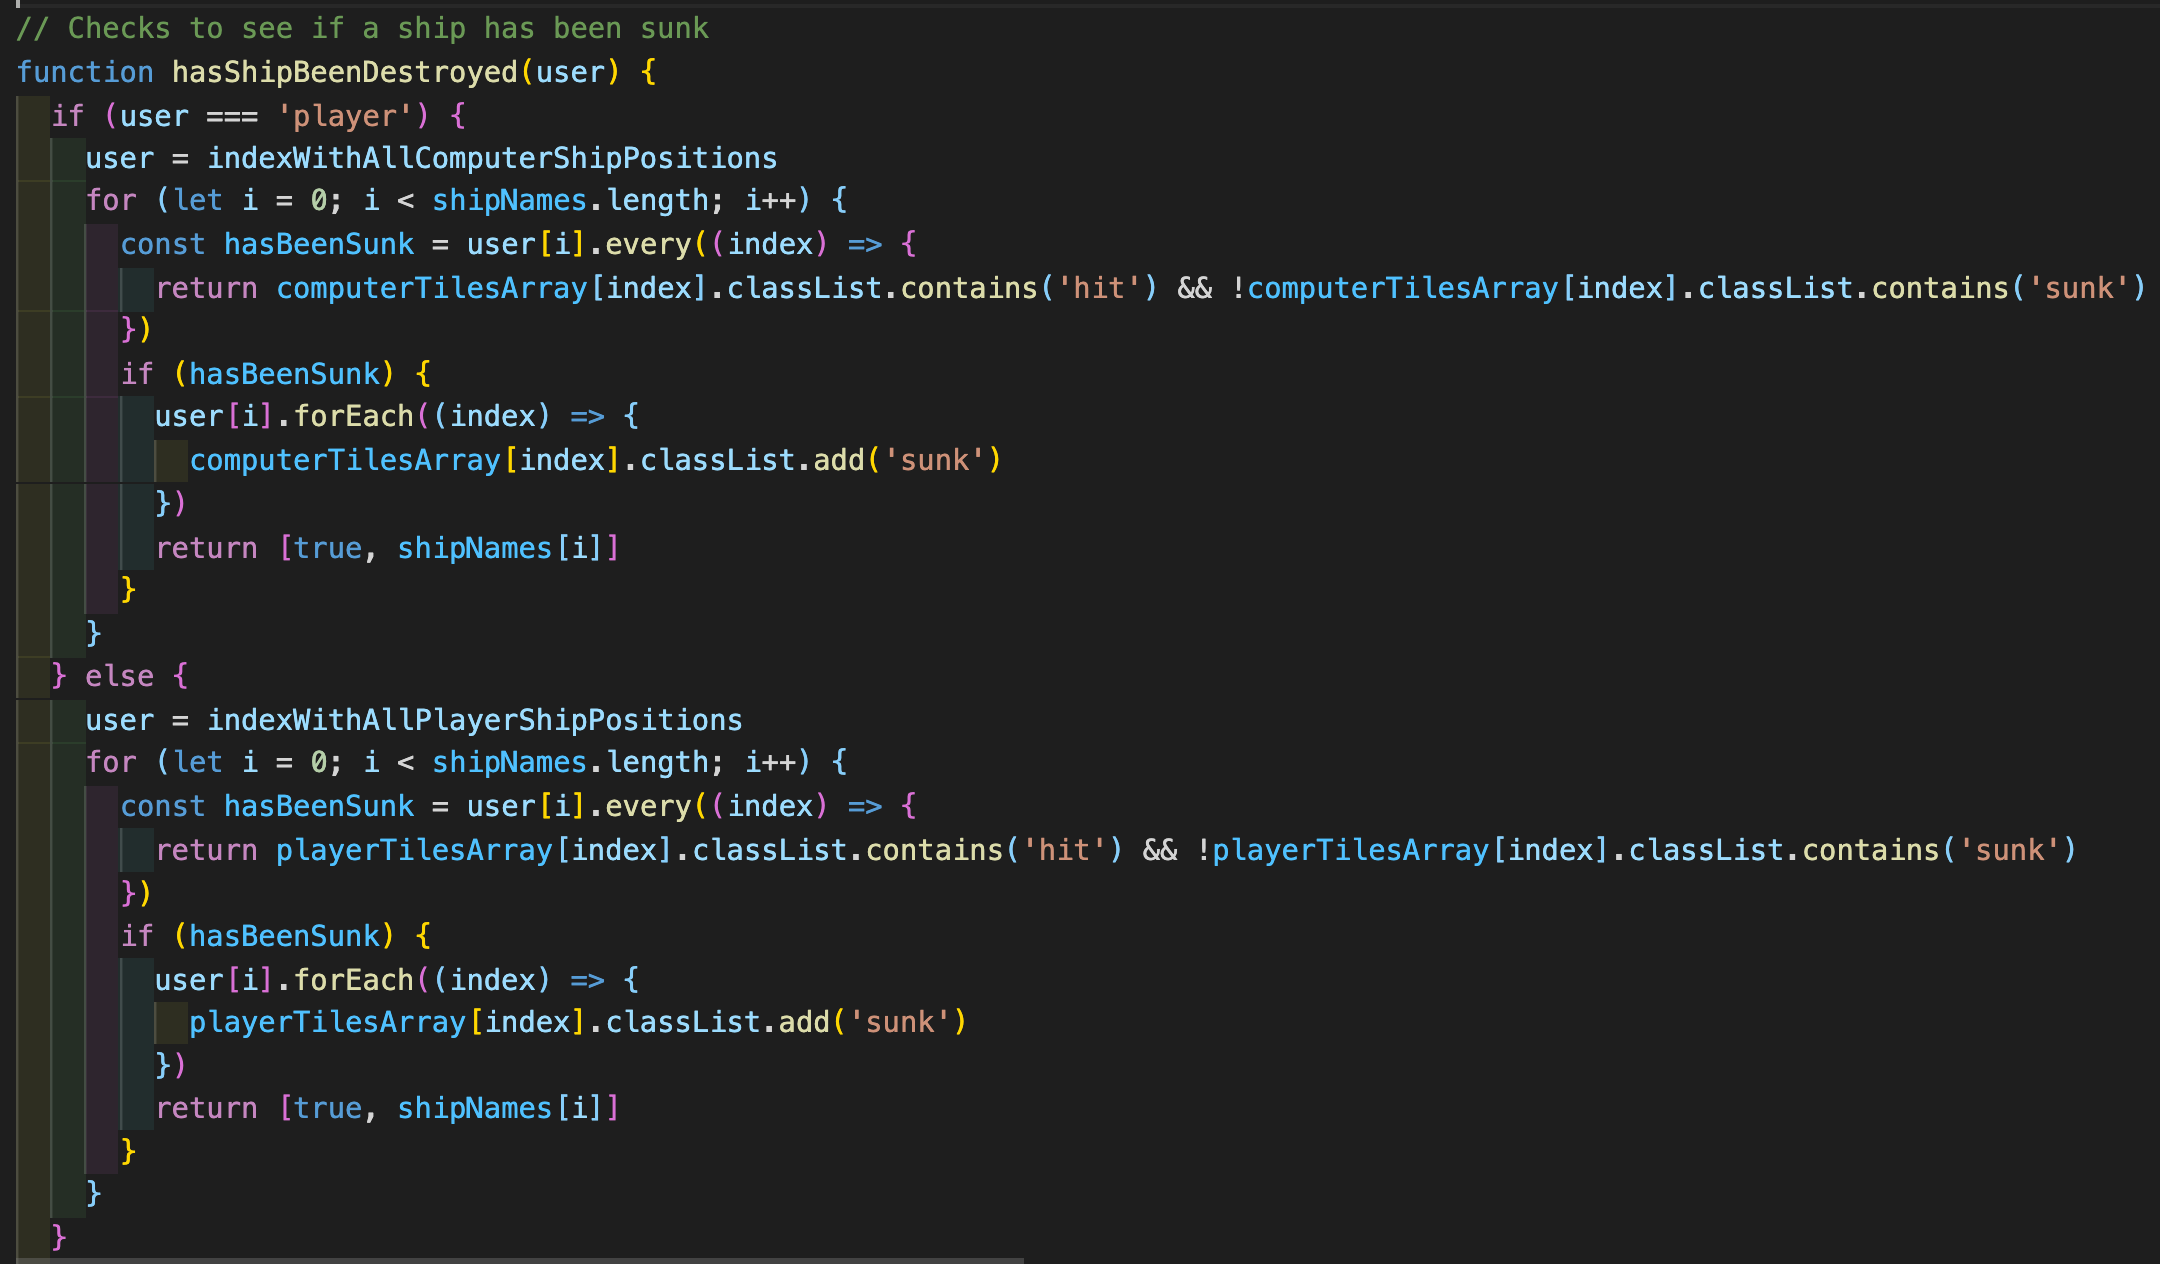 // Checks to see if a ship has been sunk
function hasShipBeenDestroyed(user) {
  if (user === 'player') {
    user = indexWithAllComputerShipPositions
    for (let i = 0; i < shipNames.length; i++) {
      const hasBeenSunk = user[i].every((index) => {
        return computerTilesArray[index].classList.contains('hit') && !computerTilesArray[index].classList.contains('sunk')
      })
      if (hasBeenSunk) {
        user[i].forEach((index) => {
          computerTilesArray[index].classList.add('sunk')
        })
        return [true, shipNames[i]]
      }
    }
  } else {
    user = indexWithAllPlayerShipPositions
    for (let i = 0; i < shipNames.length; i++) {
      const hasBeenSunk = user[i].every((index) => {
        return playerTilesArray[index].classList.contains('hit') && !playerTilesArray[index].classList.contains('sunk')
      })
      if (hasBeenSunk) {
        user[i].forEach((index) => {
          playerTilesArray[index].classList.add('sunk')
        })
        return [true, shipNames[i]]
      }
    }
  }